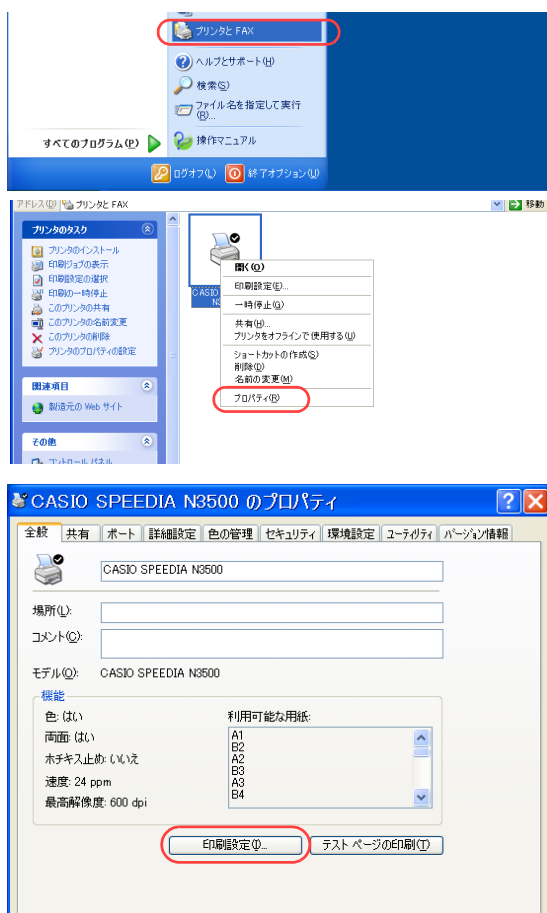 プリンタと FAX
ヘルプとサポート(H)
検索(S)
ファイル名を指定して実行
(R)...
すべてのプログラム(P)
操作マニュアル
ログオフ(L)
終了オプション(U)
アドレス(D)
プリンタと FAX
移動
プリンタのタスク
プリンタのインストール
印刷ジョブの表示
印刷設定の選択
印刷の一時停止
このプリンタの共有
このプリンタの名前変更
このプリンタの削除
プリンタのプロパティの設定
関連項目
製造元の Web サイト
その他
コントロール パネル
CASIO
開く(O)
印刷設定(E)...
一時停止(G)
共有(H)...
プリンタをオフラインで使用する(U)
ショートカットの作成(S)
削除(D)
名前の変更(M)
プロパティ(R)
CASIO SPEEDIA N3500 のプロパティ
全般
共有
ポート
詳細設定
色の管理
セキュリティ
環境設定
ユーティリティ
バージョン情報
CASIO SPEEDIA N3500
場所(L):
コメント(C):
モデル(O):
CASIO SPEEDIA N3500
機能
色: はい
両面: はい
ホチキス止め: いいえ
速度: 24 ppm
最高解像度: 600 dpi
利用可能な用紙:
A1
B2
A2
B3
A3
B4
印刷設定(I)...
テスト ページの印刷(T)